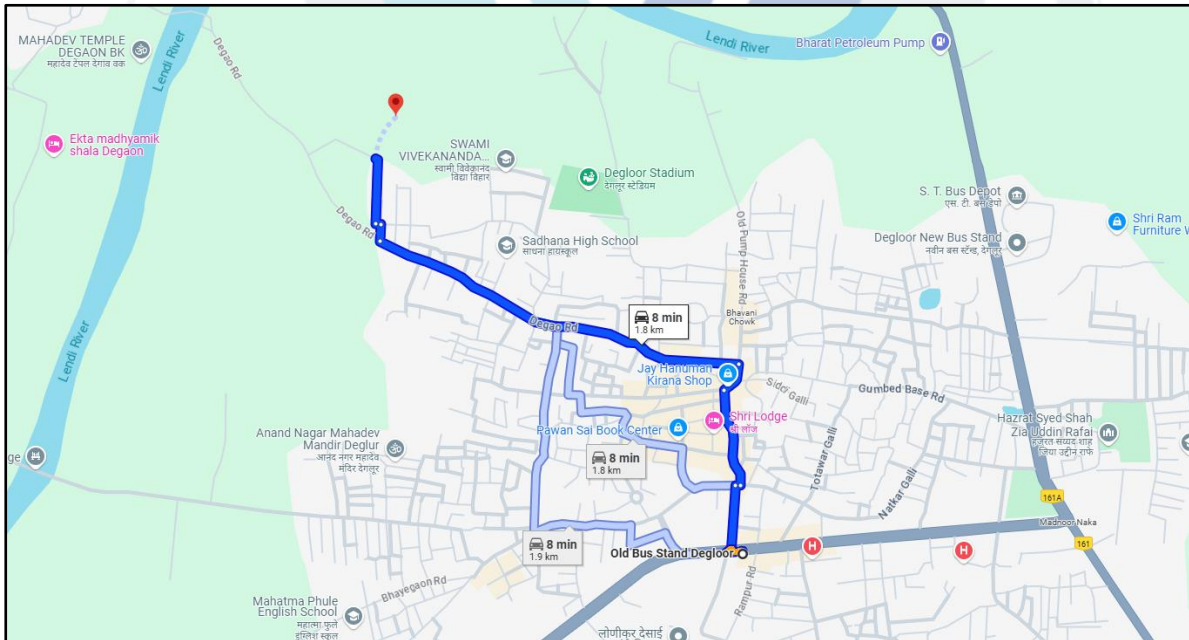 MAHADEV TEMPLE
DEGAON BK
महादेव टेंपल देगाव बक
Lendi River
Degao Rd
Lendi River
Bharat Petroleum Pump
Ekta madhyamik
shala Degaon
SWAMI
VIVEKANANDA...
स्वामी विवेकानंद
विद्या विहार
Degloor Stadium
देगलूर स्टेडियम
S. T. Bus Depot
एस. टी. बस डेपो
Shri Ram
Furniture W
Degao Rd
Sadhana High School
साधना हायस्कूल
Old Pump House Rd
Degloor New Bus Stand
नवीन बस स्टॅन्ड, देगलूर
Lendi River
8 min
1.8 km
Bhavani
Chowk
Degao Rd
Jay Hanuman
Kirana Shop
Siddi Galli
Gumbed Base Rd
Shri Lodge
श्री लॉज
Pawan Sai Book Center
Hazrat Syed Shah
Zia Uddin Rafai
हजरत सय्यद शाह
जिया उद्दीन राफे
Anand Nagar Mahadev
Mandir Deglur
आनंद नगर महादेव
मंदिर देगलूर
ge
8 min
1.8 km
Totawar Galli
Natkar Galli
161A
Madnoor Naka
161
8 min
1.9 km
Old Bus Stand Degloor
H
H
Bhayegaon Rd
Rampur Rd
Mahatma Phule
English School
महात्मा फुले
इंग्लिश स्कूल
लोणीकर देसाई